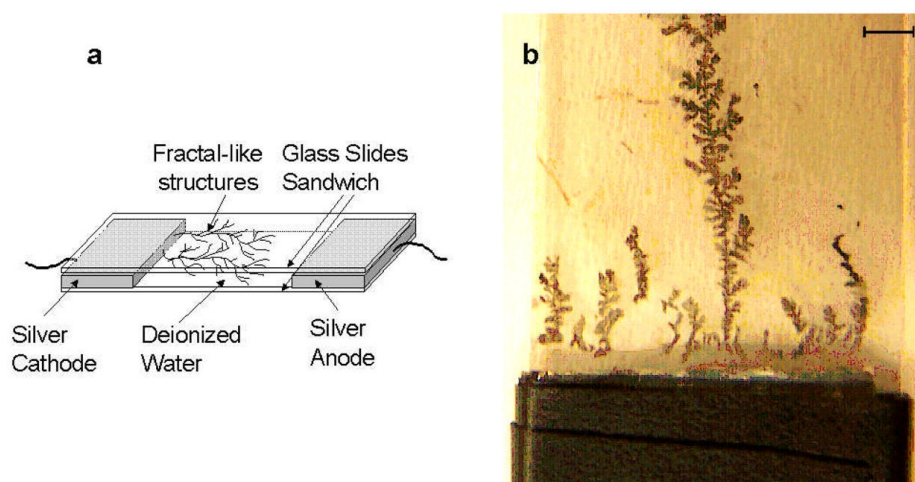 a
b
Fractal-like
structures
Glass Slides
Sandwich
Silver
Cathode
Deionized
Water
Silver
Anode